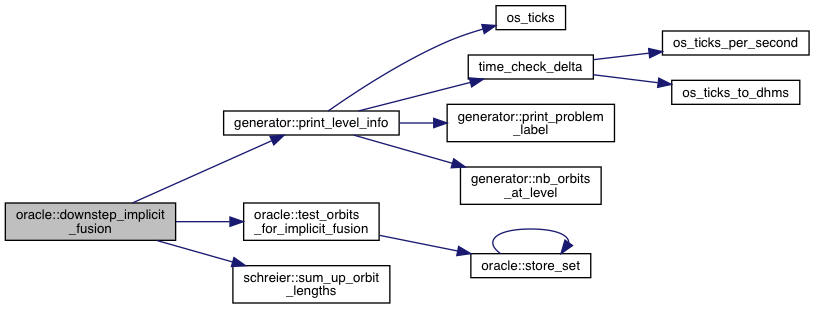 os_ticks
os_ticks_per_second
time_check_delta
os_ticks_to_dhms
generator::print_level_info
generator::print_problem
_label
generator::nb_orbits
_at_level
oracle::downstep_implicit
_fusion
oracle::test_orbits
_for_implicit_fusion
oracle::store_set
schreier::sum_up_orbit
_lengths